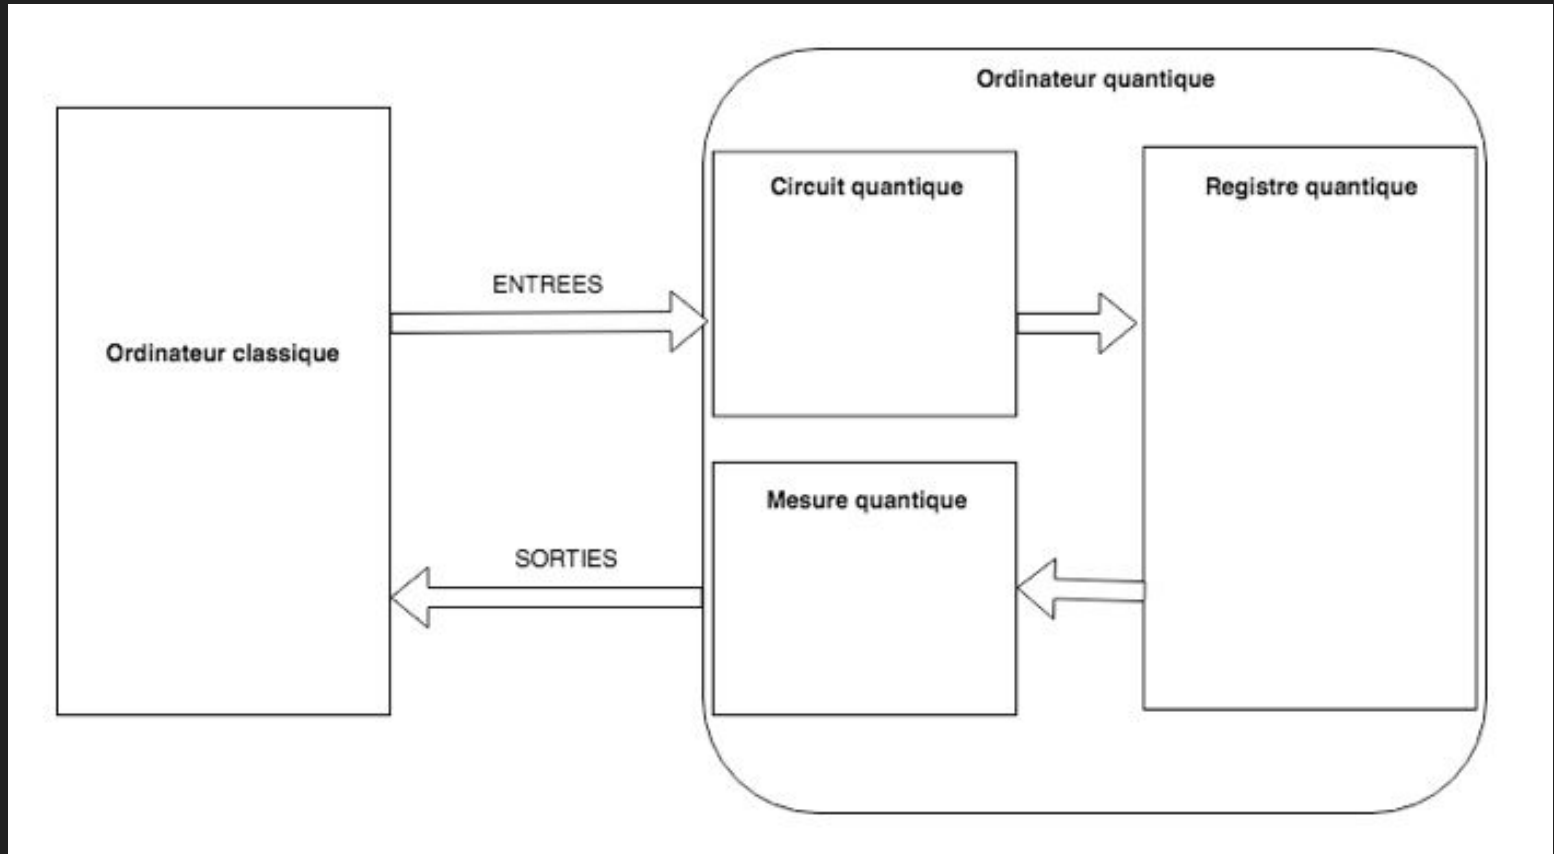 Ordinateur quantique
Circuit quantique
Registre quantique
ENTREES
Ordinateur classique
Mesure quantique
SORTIES